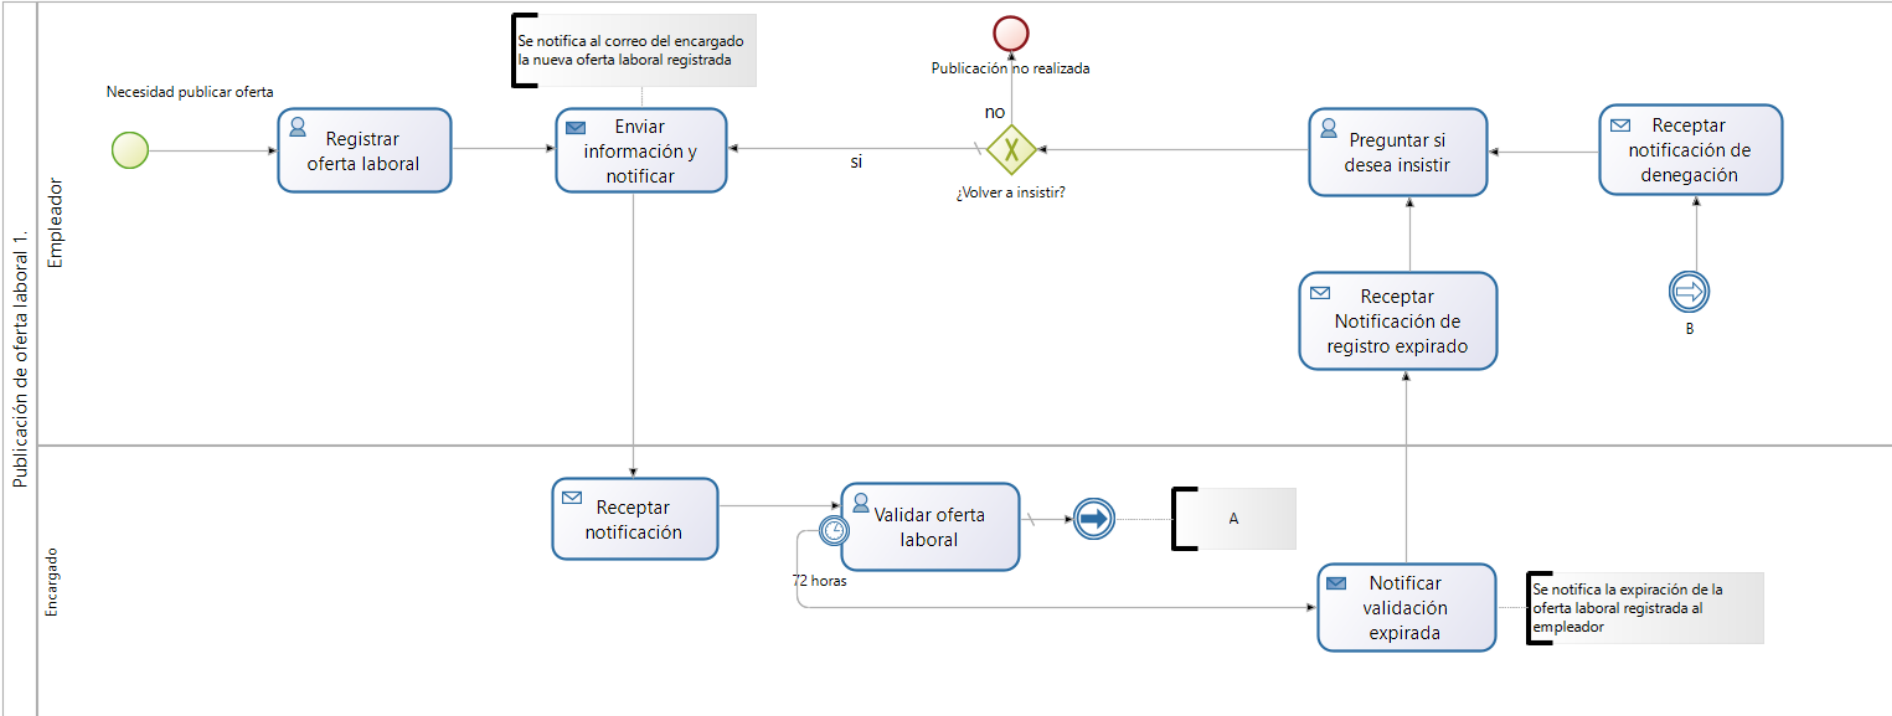 Publicación de oferta laboral 1.
Empleador
Necesidad publicar oferta
Registrar
oferta laboral
Se notifica al correo del encargado
la nueva oferta laboral registrada
Enviar
información y
notificar
si
no
Publicación no realizada
¿Volver a insistir?
Preguntar si
desea insistir
Receptar
notificación de
denegación
B
Receptar
Notificación de
registro expirado
Encargado
Receptar
notificación
Validar oferta
laboral
72 horas
A
Notificar
validación
expirada
Se notifica la expiración de la
oferta laboral registrada al
empleador